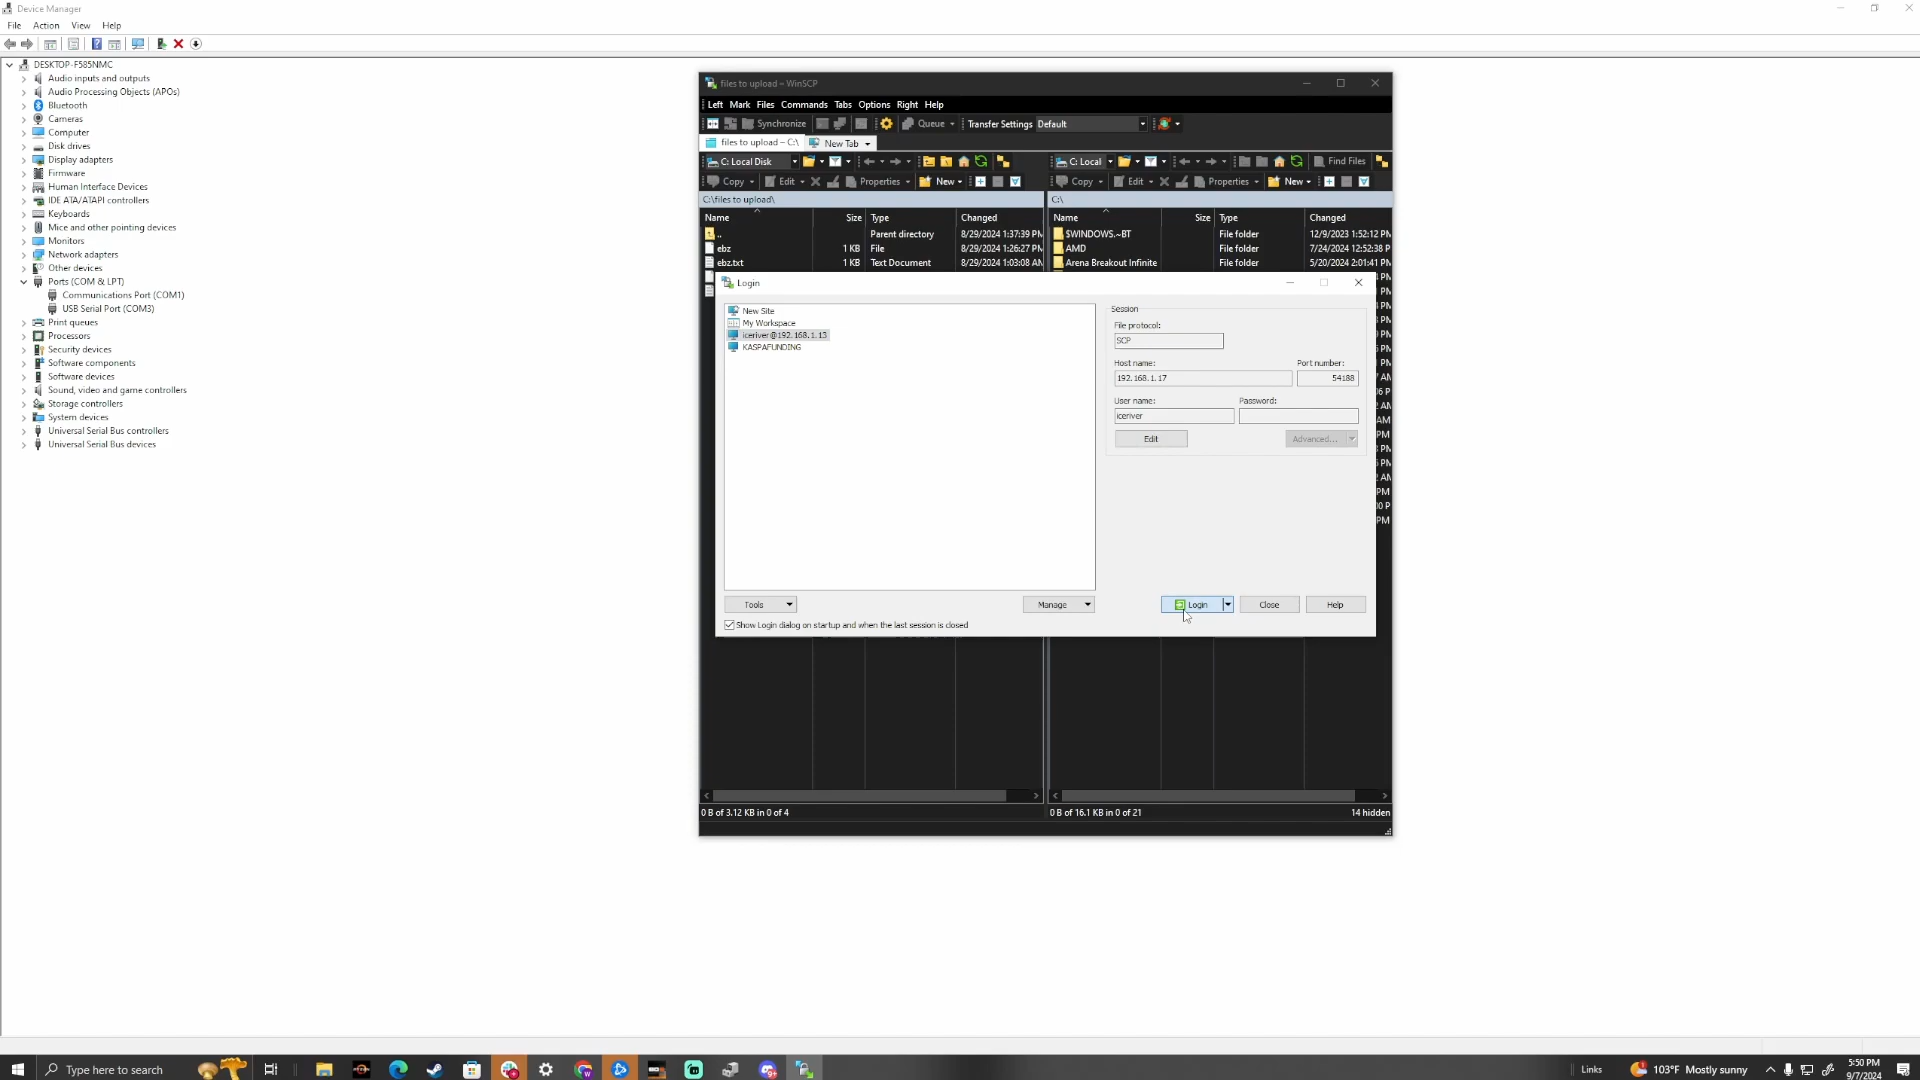 Device Manager
File Action View Help
DESKTOP-F585NMC
Audio inputs and outputs
Audio Processing Objects (APOs)
Bluetooth
Cameras
Computer
Disk drives
Display adapters
Firmware
Human Interface Devices
IDE ATA/ATAPI controllers
Keyboards
Mice and other pointing devices
Monitors
Network adapters
Other devices
Ports (COM & LPT)
Communications Port (COM1)
USB Serial Port (COM3)
Print queues
Processors
Security devices
Software components
Software devices
Sound, video and game controllers
Storage controllers
System devices
Universal Serial Bus controllers
Universal Serial Bus devices
files to upload – WinSCP
Left Mark Files Commands Tabs Options Right Help
Synchronize Queue Transfer Settings Default
files to upload – C:\ New Tab
C: Local Disk
Copy Edit Properties New
C:\files to upload\
Name Size Type Changed
.. Parent directory 8/29/2024 1:37:39 PM
ebz 1 KB File 8/29/2024 1:26:27 PM
ebz.txt 1 KB Text Document 8/29/2024 1:03:08 AM
C: Local Find Files
Copy Edit Properties New
C:\
Name Size Type Changed
$WINDOWS.~BT File folder 12/9/2023 1:52:12 PM
AMD File folder 7/24/2024 12:52:38 P
Arena Breakout Infinite File folder 5/20/2024 2:01:41 PM
Login
New Site
My Workspace
iceriver@192.168.1.13
KASPAFUNDING
Session
File protocol:
SCP
Host name: Port number:
192.168.1.17 54188
User name: Password:
iceriver
Edit Advanced...
Tools Manage Login Close Help
Show Login dialog on startup and when the last session is closed
0 B of 3.12 KB in 0 of 4
0 B of 16.1 KB in 0 of 21 14 hidden
Type here to search
Links 103°F Mostly sunny
5:50 PM
9/7/2024